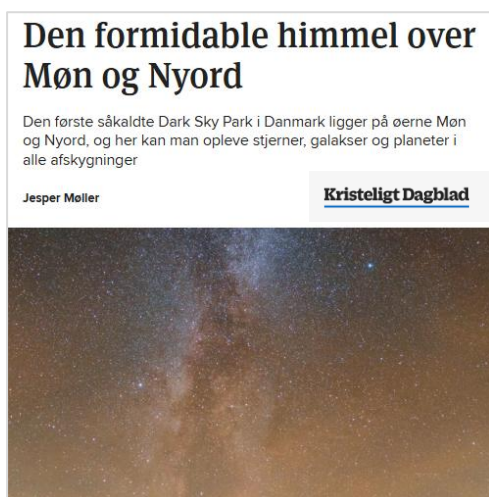 Den formidable himmel over
Møn og Nyord
Den første såkaldte Dark Sky Park i Danmark ligger på øerne Møn
og Nyord, og her kan man opleve stjerner, galakser og planeter i
alle afskygninger
Jesper Møller
Kristeligt Dagblad